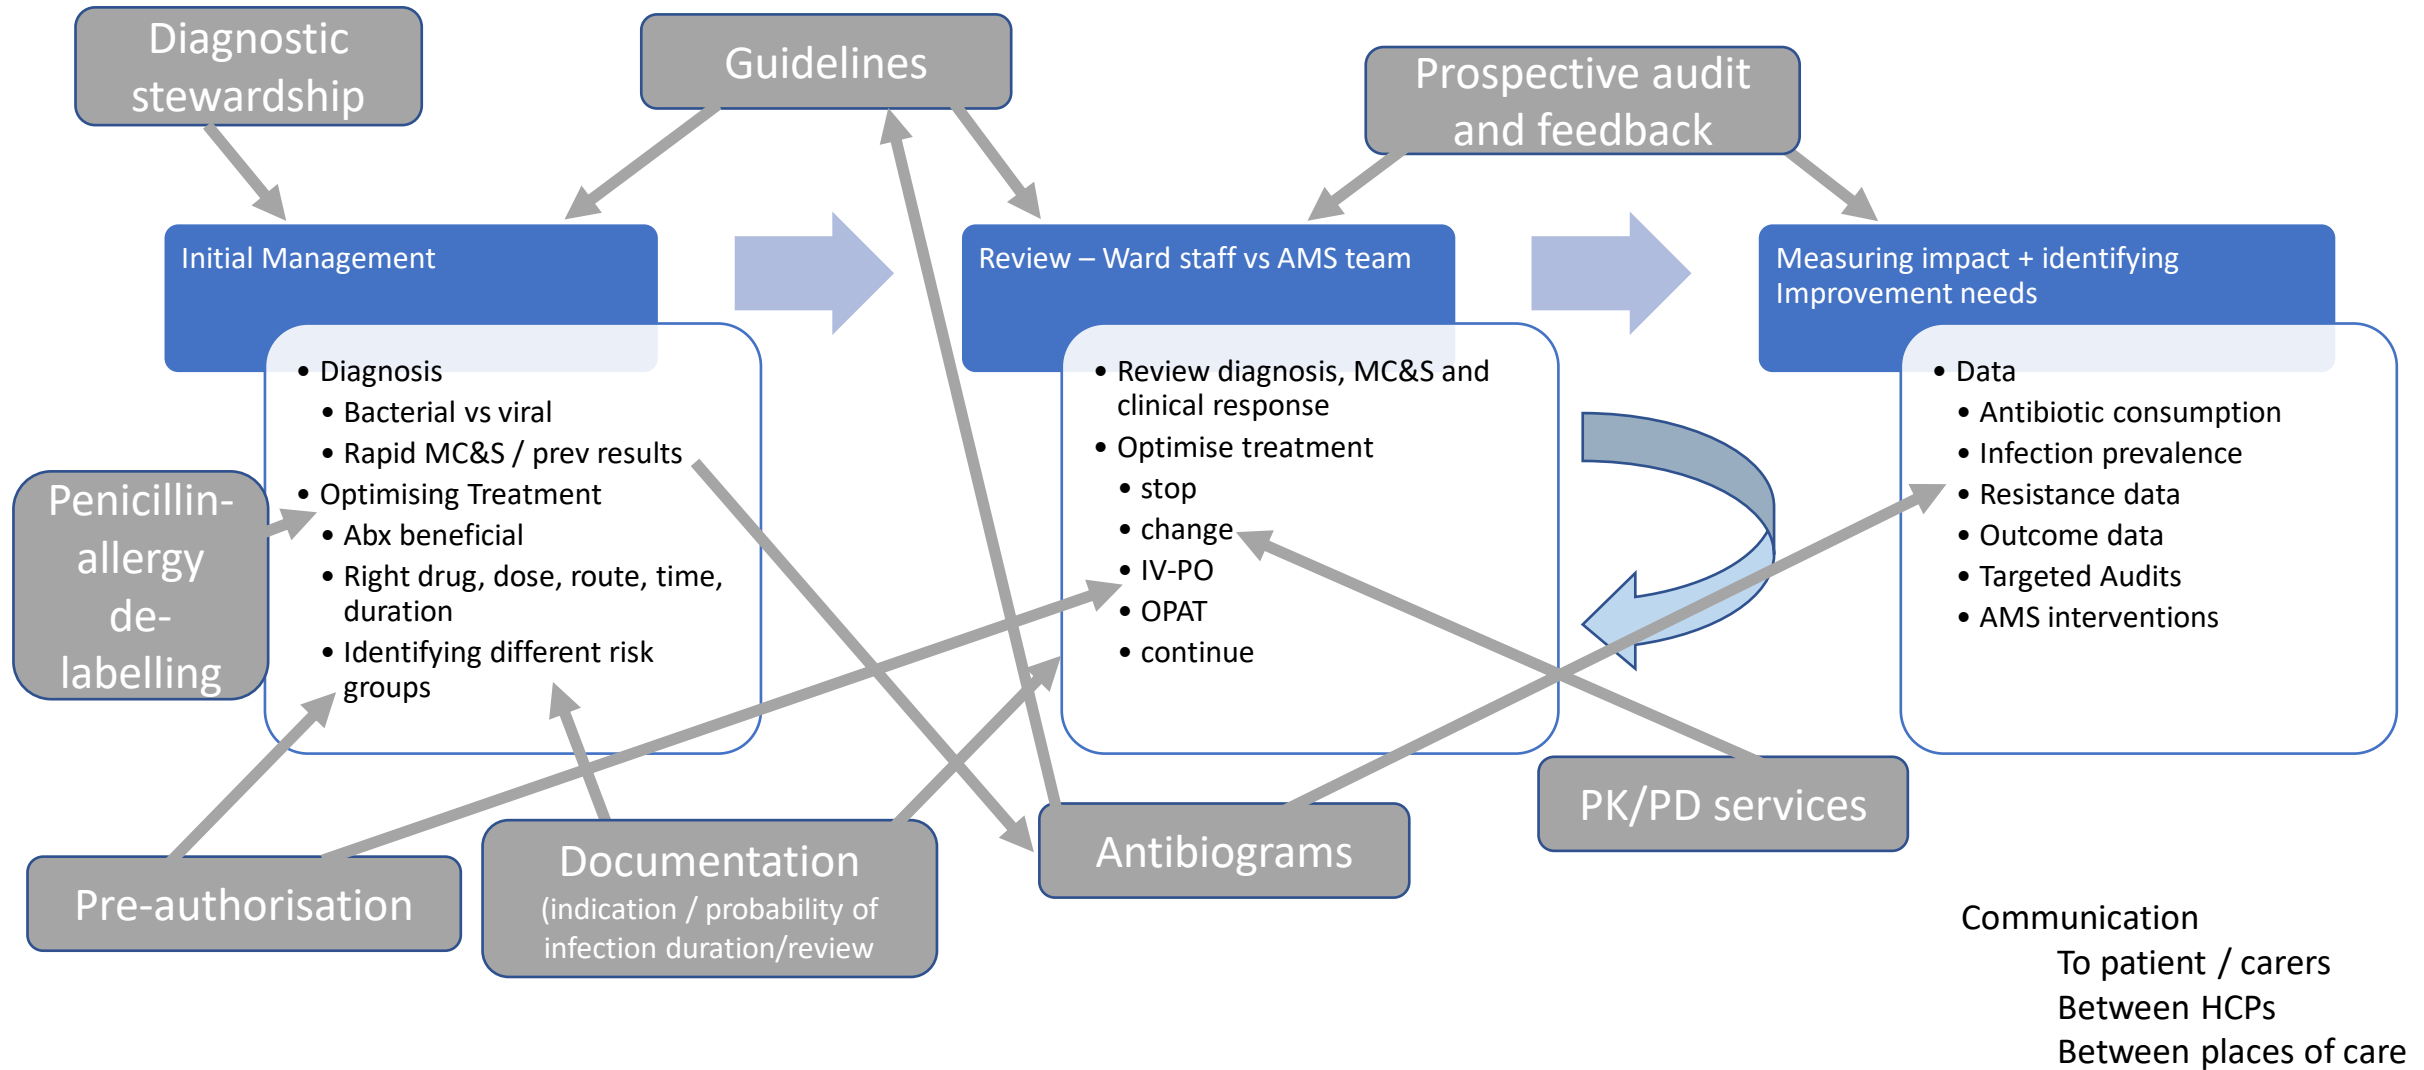 Diagnostic
stewardship
Guidelines
Prospective audit
and feedback
Initial Management
Review – Ward staff vs AMS team
Measuring impact + identifying
Improvement needs
• Diagnosis
• Bacterial vs viral
• Rapid MC&S / prev results
• Optimising Treatment
• Abx beneficial
• Right drug, dose, route, time,
duration
• Identifying different risk
groups
• Review diagnosis, MC&S and
clinical response
• Optimise treatment
• stop
• change
• IV-PO
• OPAT
• continue
• Data
• Antibiotic consumption
• Infection prevalence
• Resistance data
• Outcome data
• Targeted Audits
• AMS interventions
Penicillin-
allergy
de-
labelling
Pre-authorisation
Documentation
(indication / probability of
infection duration/review
Antibiograms
PK/PD services
Communication
To patient / carers
Between HCPs
Between places of care